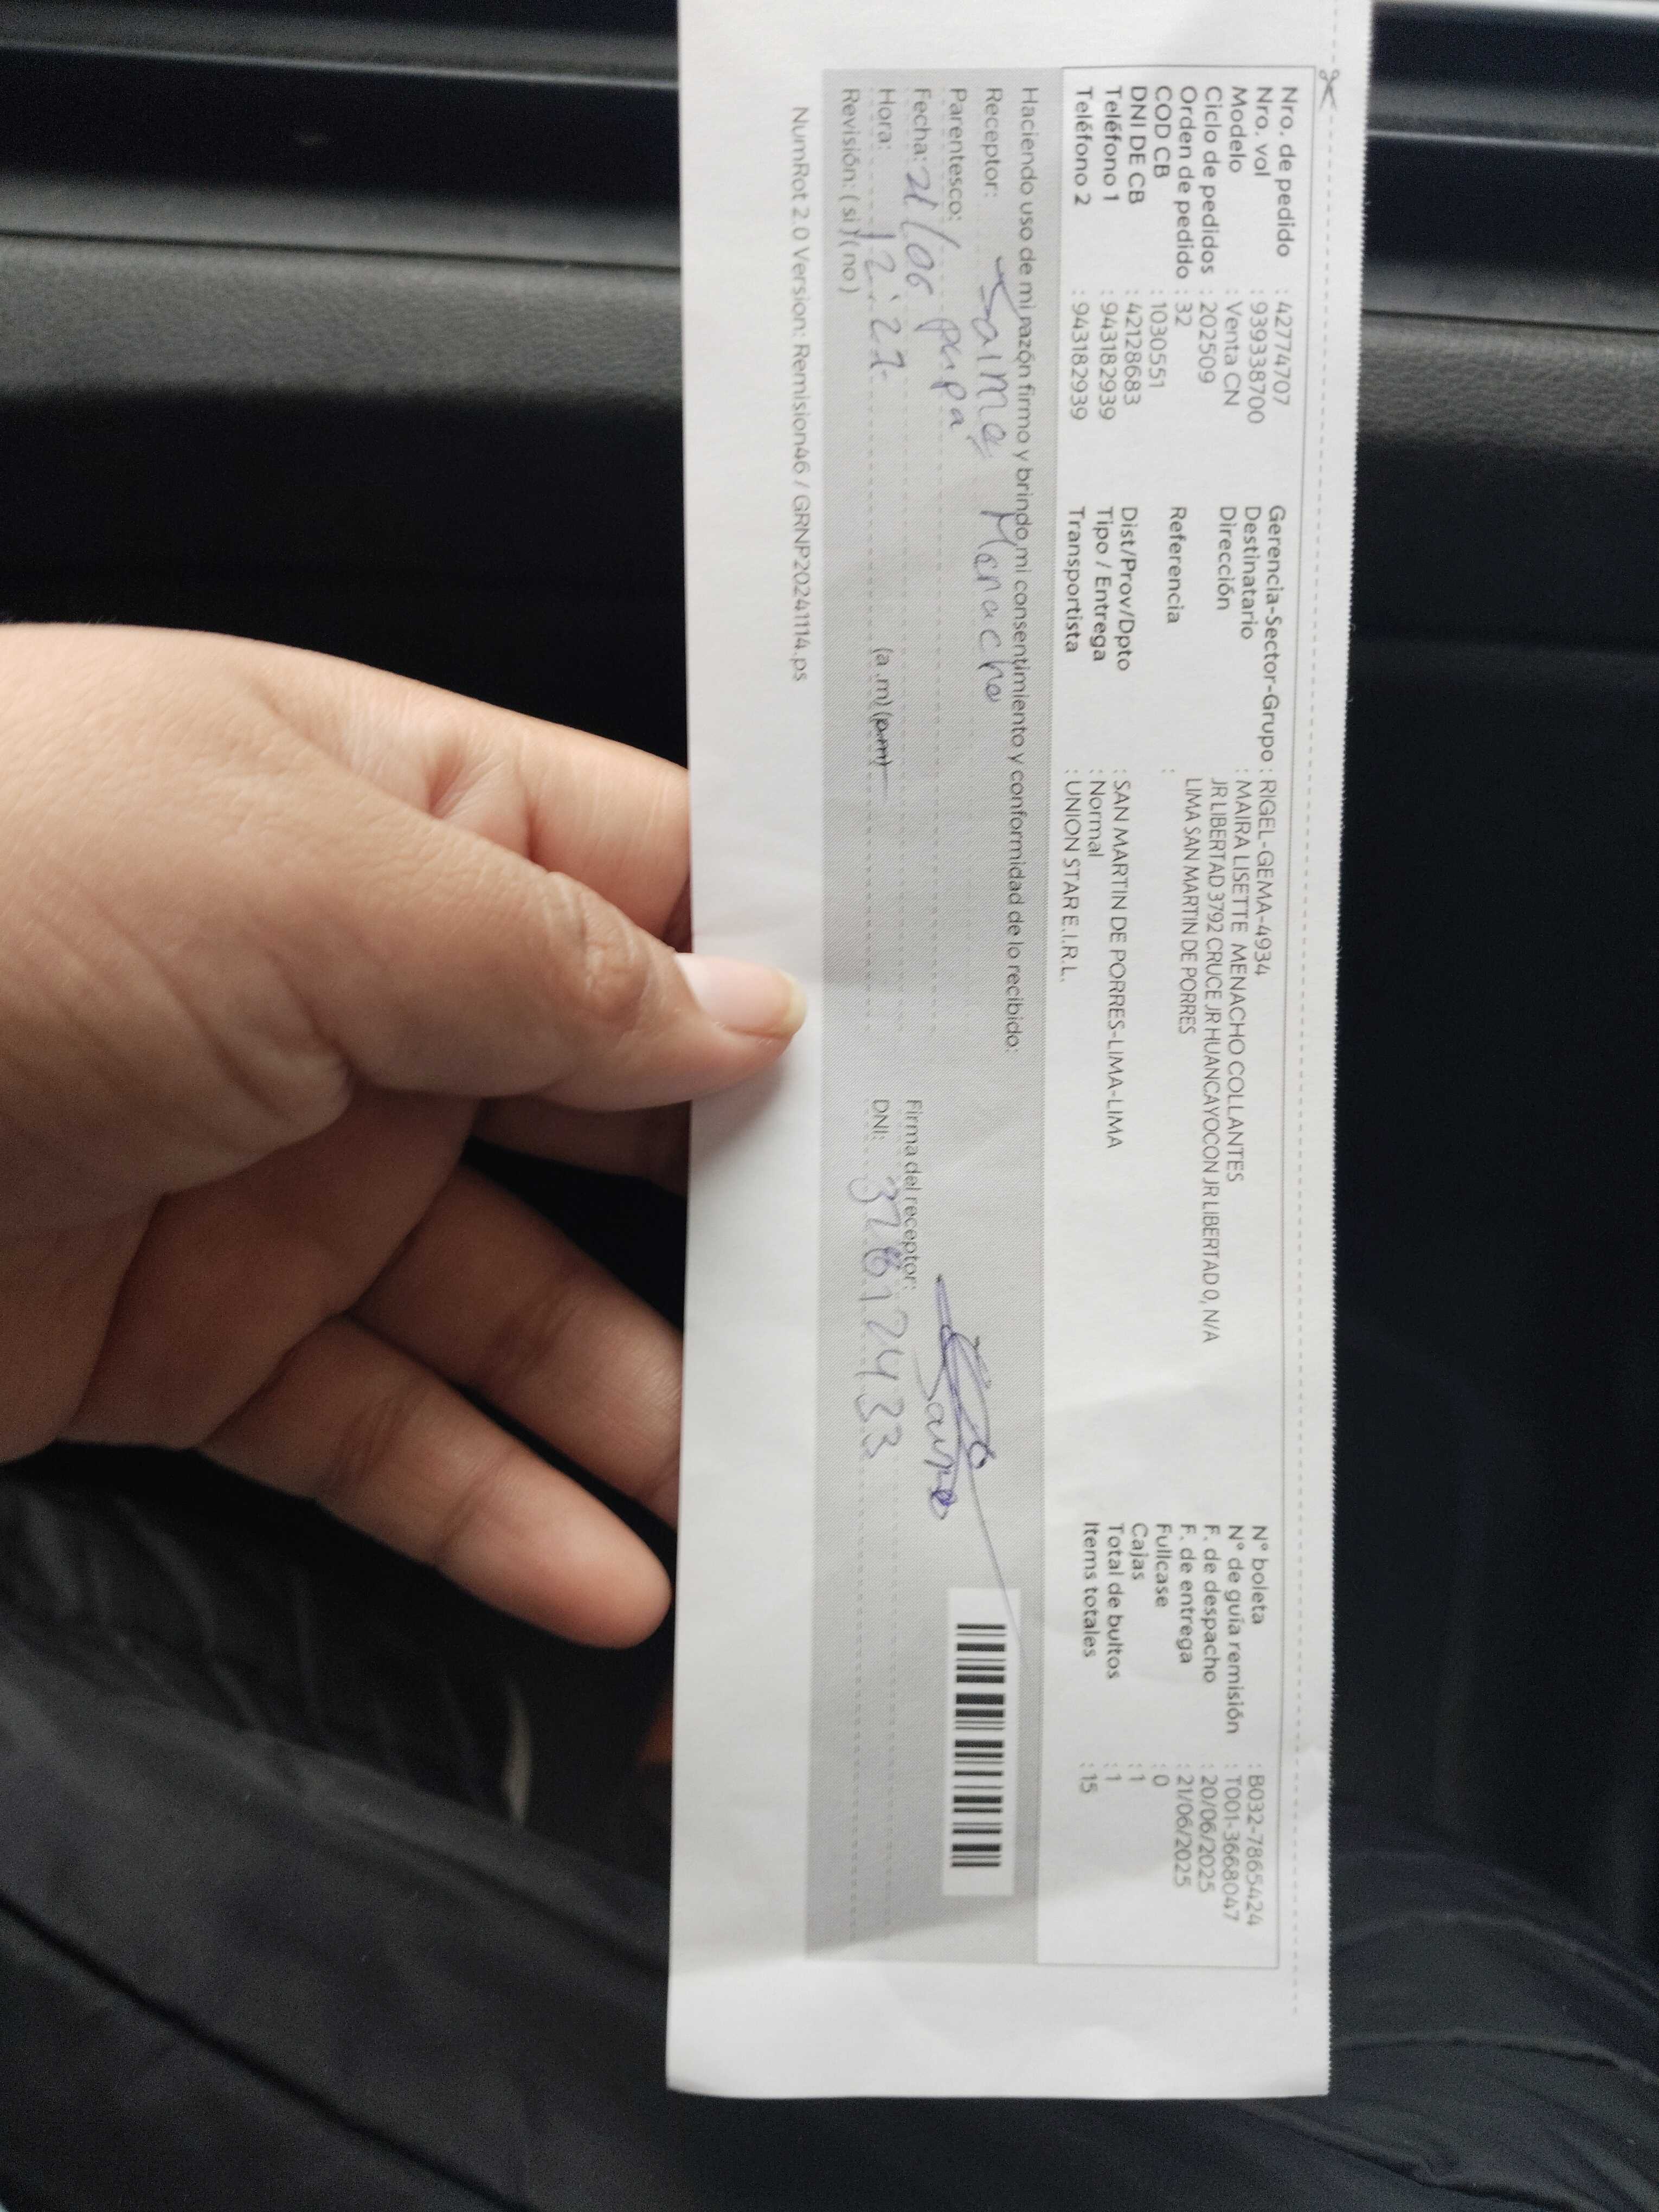 Nro. de pedido : 42774707
Nro. vol : 939338700
Modelo : Venta CN
Ciclo de pedidos : 202509
Orden de pedido : 32
COD CB : 1030551
DNI DE CB : 42128683
Teléfono 1 : 943182939
Teléfono 2 : 943182939
Gerencia-Sector-Grupo : RIGEL-GEMA-4934
Destinatario : MAIRA LISETTE MENACHO COLLANTES
Dirección JR LIBERTAD 3792 CRUCE JR HUANCAYOCON JR LIBERTAD 0, N/A
LIMA SAN MARTIN DE PORRES
Referencia :
Dist/Prov/Dpto : SAN MARTIN DE PORRES-LIMA-LIMA
Tipo / Entrega : Normal
Transportista : UNION STAR E.I.R.L.
N° boleta : B032-7865424
N° de guía remisión : T001-3668047
F. de despacho : 20/06/2025
F. de entrega : 21/06/2025
Fullcase : 0
Cajas : 1
Total de bultos : 1
Items totales : 15
Haciendo uso de mi razón firmo y brindo mi consentimiento y conformidad de lo recibido:
Receptor: Jaime Menacho
Parentesco: papa
Fecha: 21/06
Hora: 12:22 (a.m) (p.m)
Revisión: ( si ) ( no )
Firma del receptor: Jaime
DNI:
NumRot 2.0 Version: Remision46 / GRNP20241114.ps